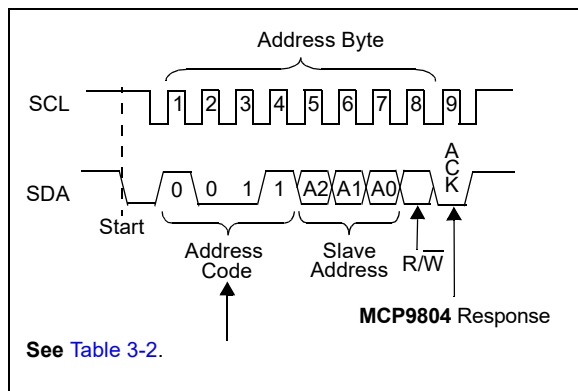 Address Byte
SCL 1 2 3 4 5 6 7 8 9
SDA 0 0 1 1 A2 A1 A0 ACK
Start
Address Code
Slave Address
R/W
MCP9804 Response
See Table 3-2.